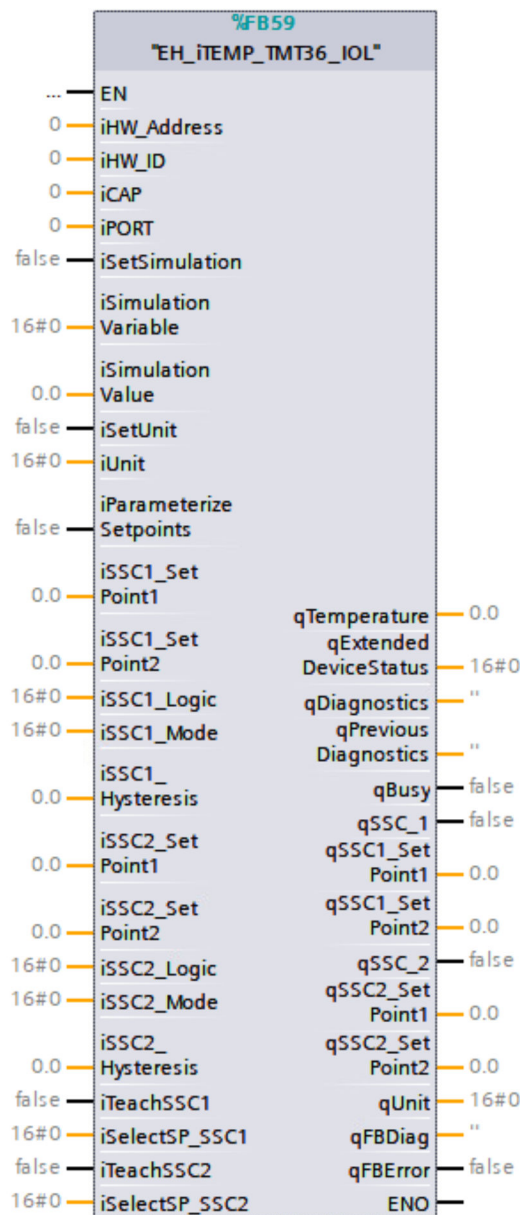 %FB59
"EH_iTEMP_TMT36_IOL"
... EN
0 iHW_Address
0 iHW_ID
0 iCAP
0 iPORT
false iSetSimulation
iSimulation
16#0 Variable
iSimulation
0.0 Value
false iSetUnit
16#0 iUnit
iParameterize
false Setpoints
iSSC1_Set
0.0 Point1
iSSC1_Set
0.0 Point2
16#0 iSSC1_Logic
16#0 iSSC1_Mode
iSSC1_
0.0 Hysteresis
iSSC2_Set
0.0 Point1
iSSC2_Set
0.0 Point2
16#0 iSSC2_Logic
16#0 iSSC2_Mode
iSSC2_
0.0 Hysteresis
false iTeachSSC1
16#0 iSelectSP_SSC1
false iTeachSSC2
16#0 iSelectSP_SSC2
qTemperature 0.0
qExtended
DeviceStatus 16#0
qDiagnostics ''
qPrevious
Diagnostics ''
qBusy false
qSSC_1 false
qSSC1_Set
Point1 0.0
qSSC1_Set
Point2 0.0
qSSC_2 false
qSSC2_Set
Point1 0.0
qSSC2_Set
Point2 0.0
qUnit 16#0
qFBDiag ''
qFBError false
ENO